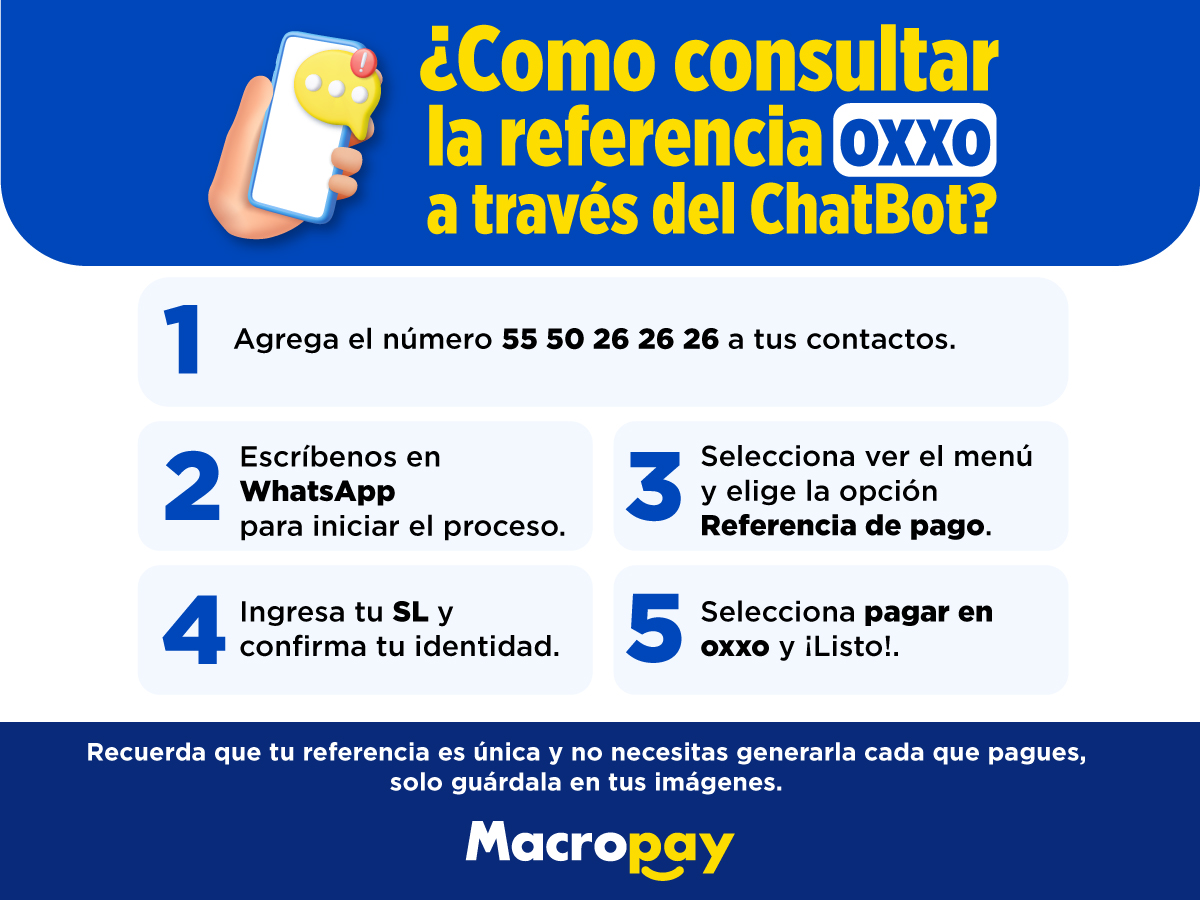 ¿Como consultar
la referencia oxxo
a través del ChatBot?
1
Agrega el número 55 50 26 26 26 a tus contactos.
2
Escríbenos en
WhatsApp
para iniciar el proceso.
3
Selecciona ver el menú
y elige la opción
Referencia de pago.
4
Ingresa tu SL y
confirma tu identidad.
5
Selecciona pagar en
oxxo y ¡Listo!.
Recuerda que tu referencia es única y no necesitas generarla cada que pagues,
solo guárdala en tus imágenes.
Macropay